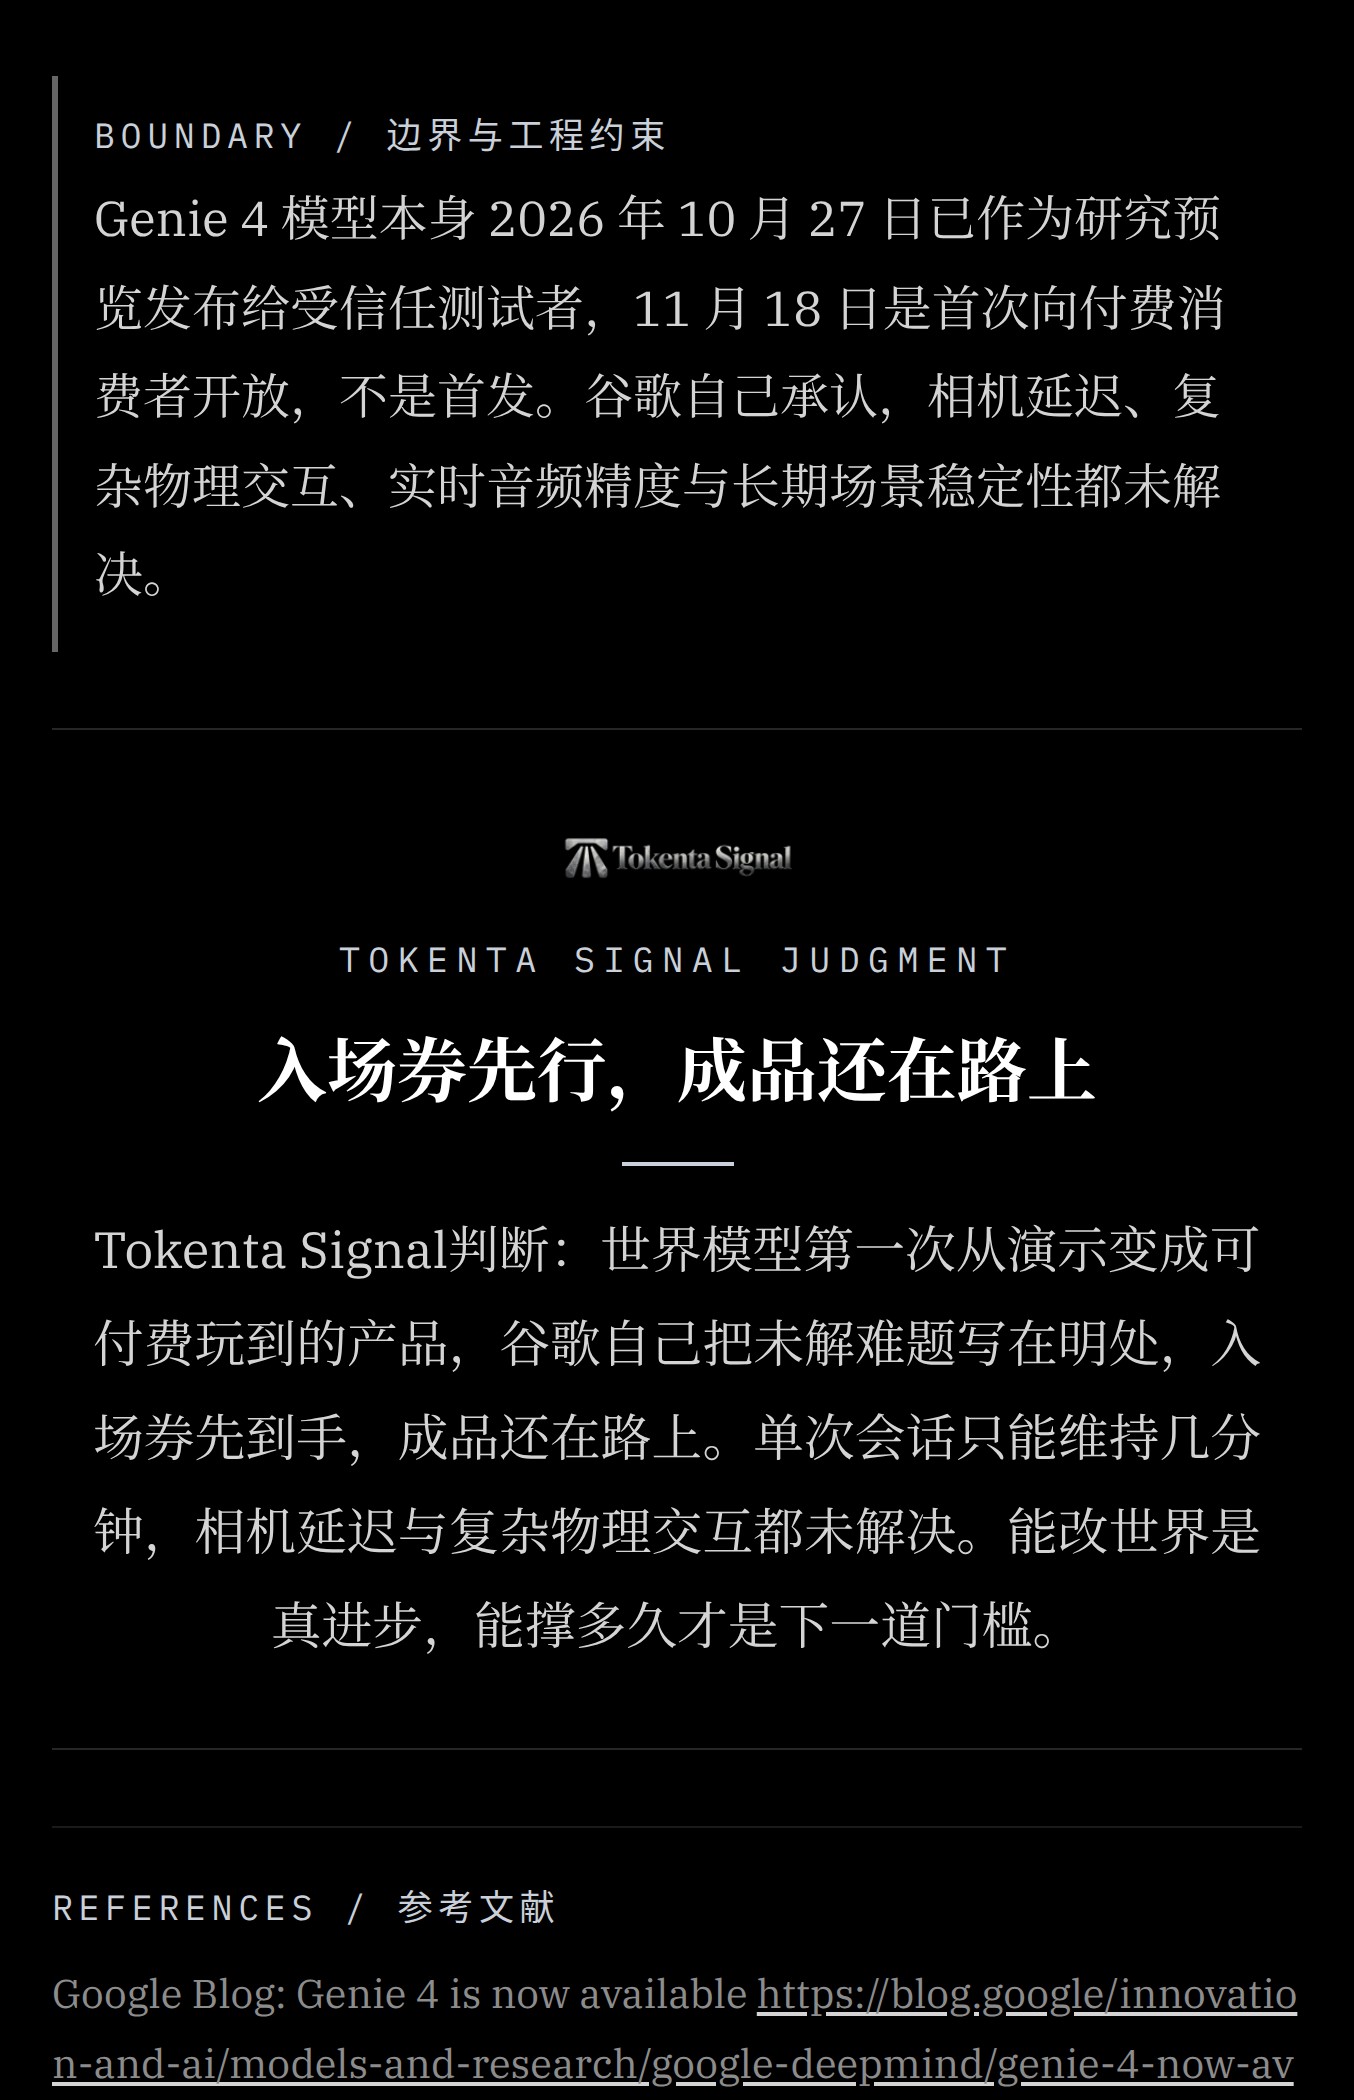 BOUNDARY / 边界与工程约束
Genie 4 模型本身 2026 年 10 月 27 日已作为研究预
览发布给受信任测试者，11 月 18 日是首次向付费消
费者开放，不是首发。谷歌自己承认，相机延迟、复
杂物理交互、实时音频精度与长期场景稳定性都未解
决。
Tokenta Signal
TOKENTA SIGNAL JUDGMENT
入场券先行，成品还在路上
Tokenta Signal判断：世界模型第一次从演示变成可
付费玩到的产品，谷歌自己把未解难题写在明处，入
场券先到手，成品还在路上。单次会话只能维持几分
钟，相机延迟与复杂物理交互都未解决。能改世界是
真进步，能撑多久才是下一道门槛。
REFERENCES / 参考文献
Google Blog: Genie 4 is now available https://blog.google/innovatio
n-and-ai/models-and-research/google-deepmind/genie-4-now-av